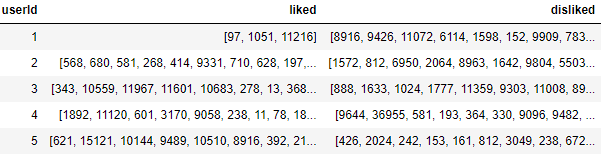 userId liked disliked
1 [97, 1051, 11216] [8916, 9426, 11072, 6114, 1598, 152, 9909, 783...
2 [568, 680, 581, 268, 414, 9331, 710, 628, 197,... [1572, 812, 6950, 2064, 8963, 1642, 9804, 5503...
3 [343, 10559, 11967, 11601, 10683, 278, 13, 368... [888, 1633, 1024, 1777, 11359, 9303, 11008, 89...
4 [1892, 11120, 601, 3170, 9058, 238, 11, 78, 18... [9644, 36955, 581, 193, 364, 330, 9096, 9482, ...
5 [621, 15121, 10144, 9489, 10510, 8916, 392, 21... [426, 2024, 242, 153, 161, 812, 3049, 238, 672...